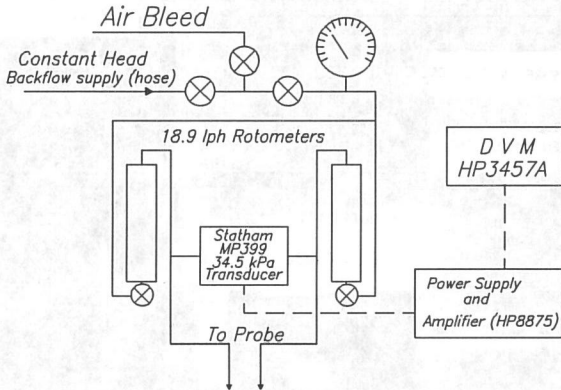 Air Bleed
Constant Head
Backflow supply (hose)
18.9 lph Rotometers
D V M
HP3457A
Statham
MP399
34.5 kPa
Transducer
Power Supply
and
Amplifier (HP8875)
To Probe